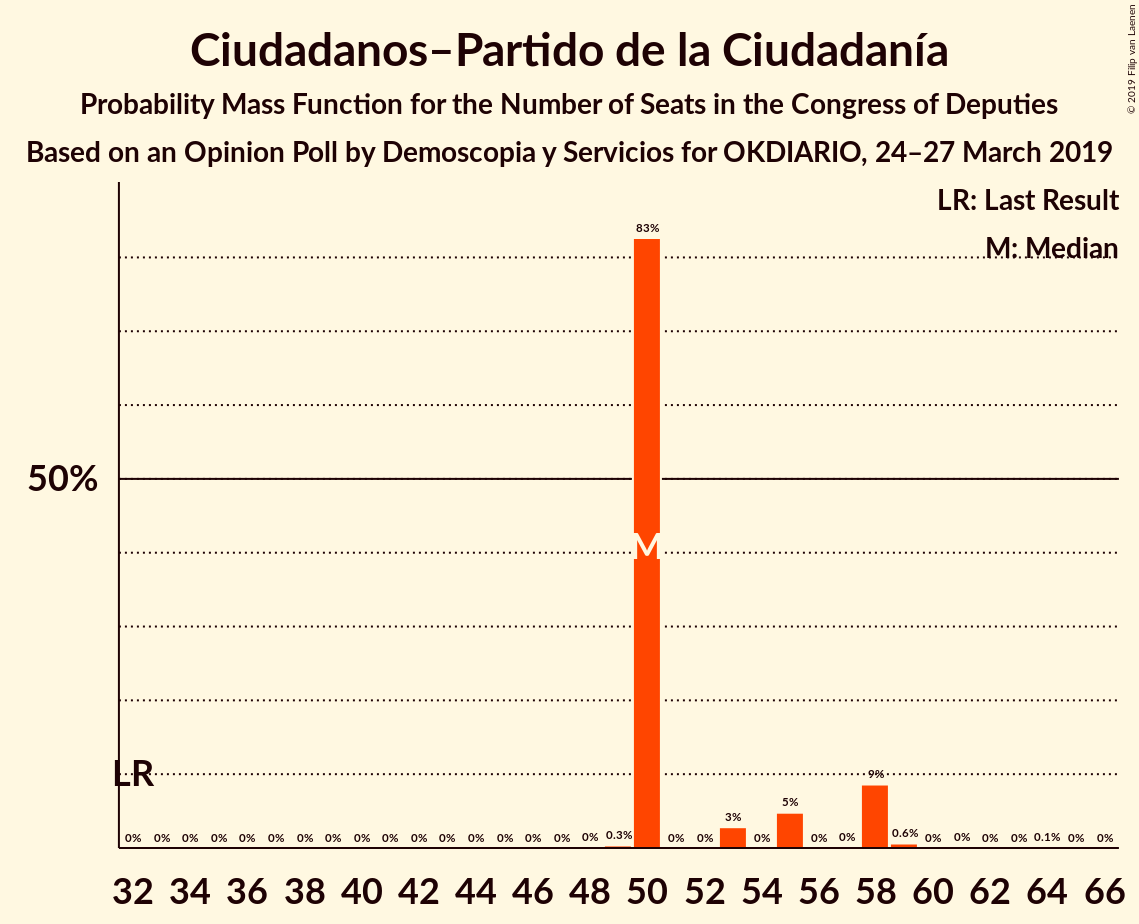 Ciudadanos–Partido de la Ciudadanía
Probability Mass Function for the Number of Seats in the Congress of Deputies
Based on an Opinion Poll by Demoscopia y Servicios for OKDIARIO, 24–27 March 2019
© 2019 Filip van Laenen
LR: Last Result
M: Median
83%
50%
M
LR
0% 0% 0% 0% 0% 0% 0% 0% 0% 0% 0% 0% 0% 0% 0% 0% 0% 0.3% 0% 0% 3% 0% 5% 0% 0% 9% 0.6% 0% 0% 0% 0% 0.1% 0% 0%
32 34 36 38 40 42 44 46 48 50 52 54 56 58 60 62 64 66